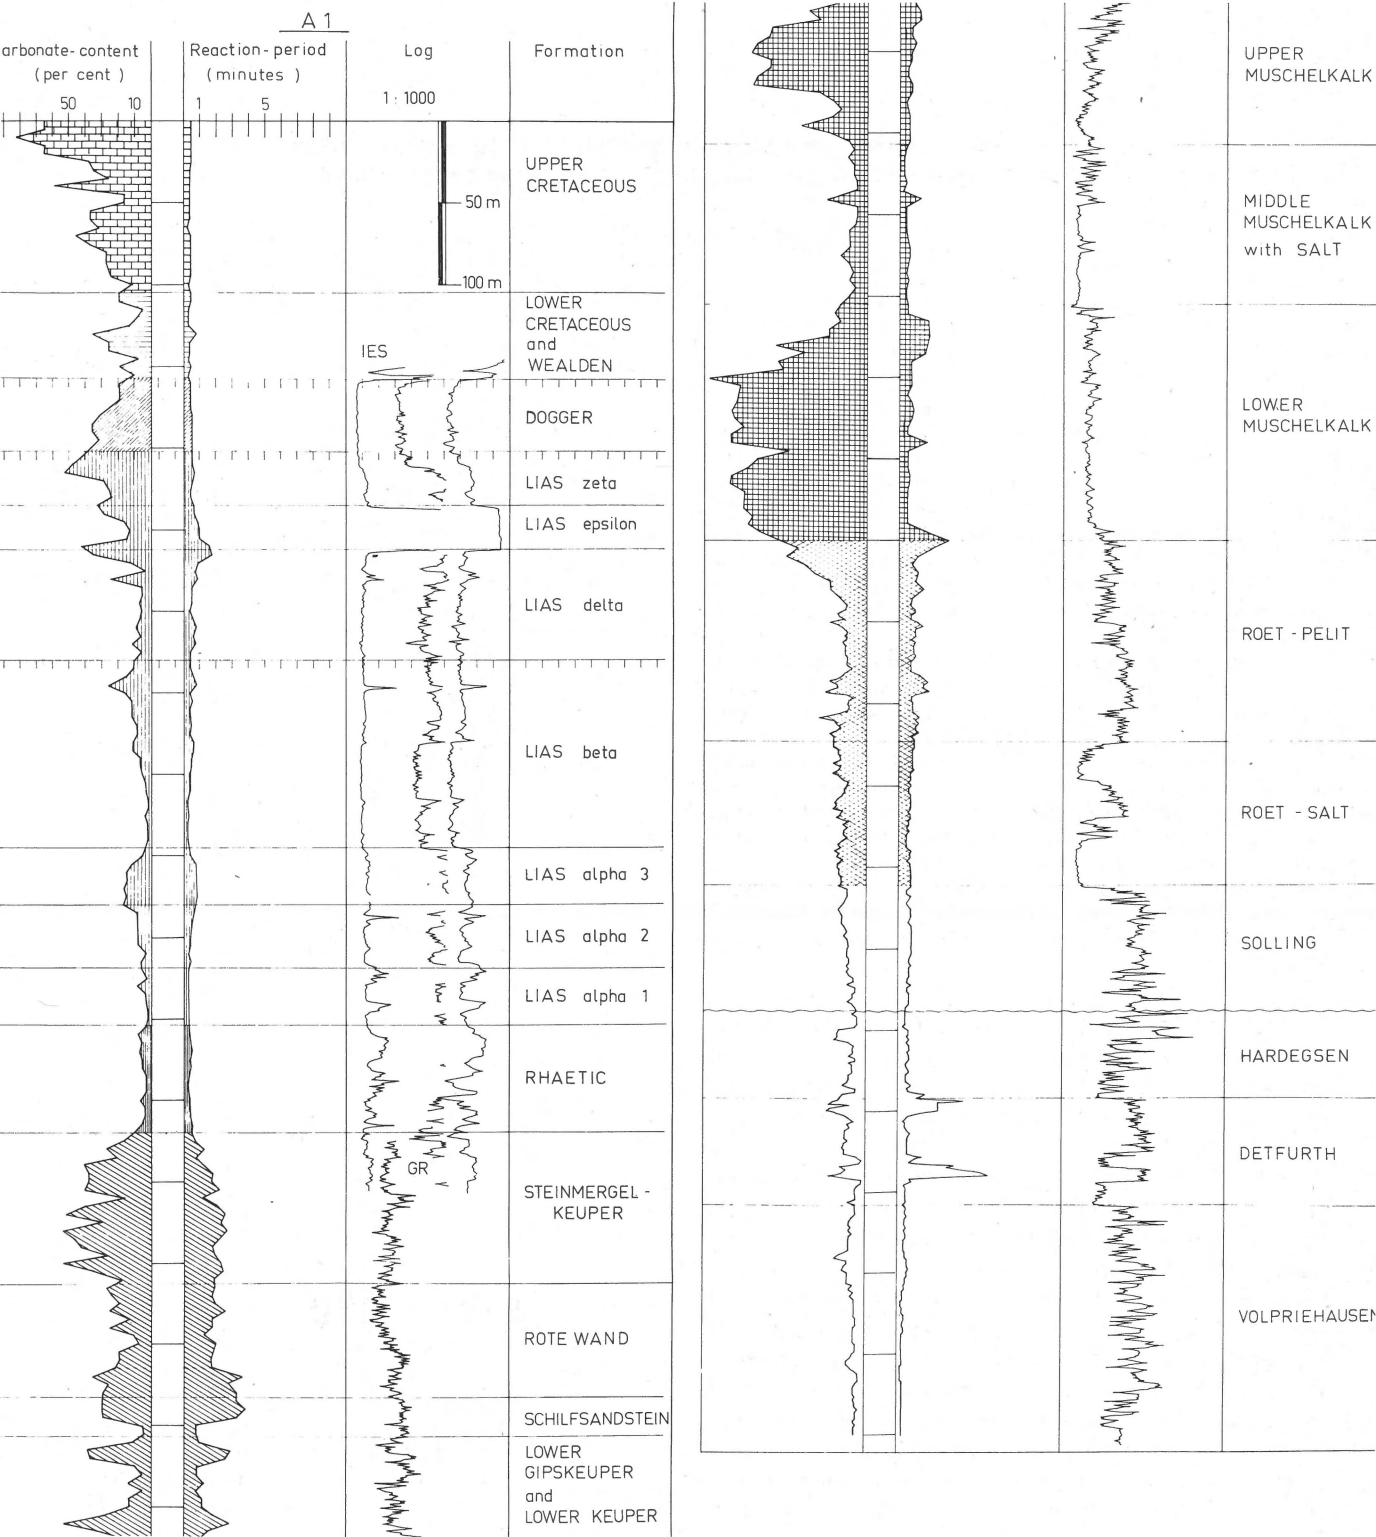 A 1
arbonate-content
(per cent)
50 10
Reaction-period
(minutes)
1 5
Log
1:1000
Formation
50 m
100 m
IES
GR
UPPER
CRETACEOUS
LOWER
CRETACEOUS
and
WEALDEN
DOGGER
LIAS zeta
LIAS epsilon
LIAS delta
LIAS beta
LIAS alpha 3
LIAS alpha 2
LIAS alpha 1
RHAETIC
STEINMERGEL-
KEUPER
ROTE WAND
SCHILFSANDSTEIN
LOWER
GIPSKEUPER
and
LOWER KEUPER
UPPER
MUSCHELKALK
MIDDLE
MUSCHELKALK
with SALT
LOWER
MUSCHELKALK
ROET-PELIT
ROET-SALT
SOLLING
HARDEGSEN
DETFURTH
VOLPRIEHAUSEN